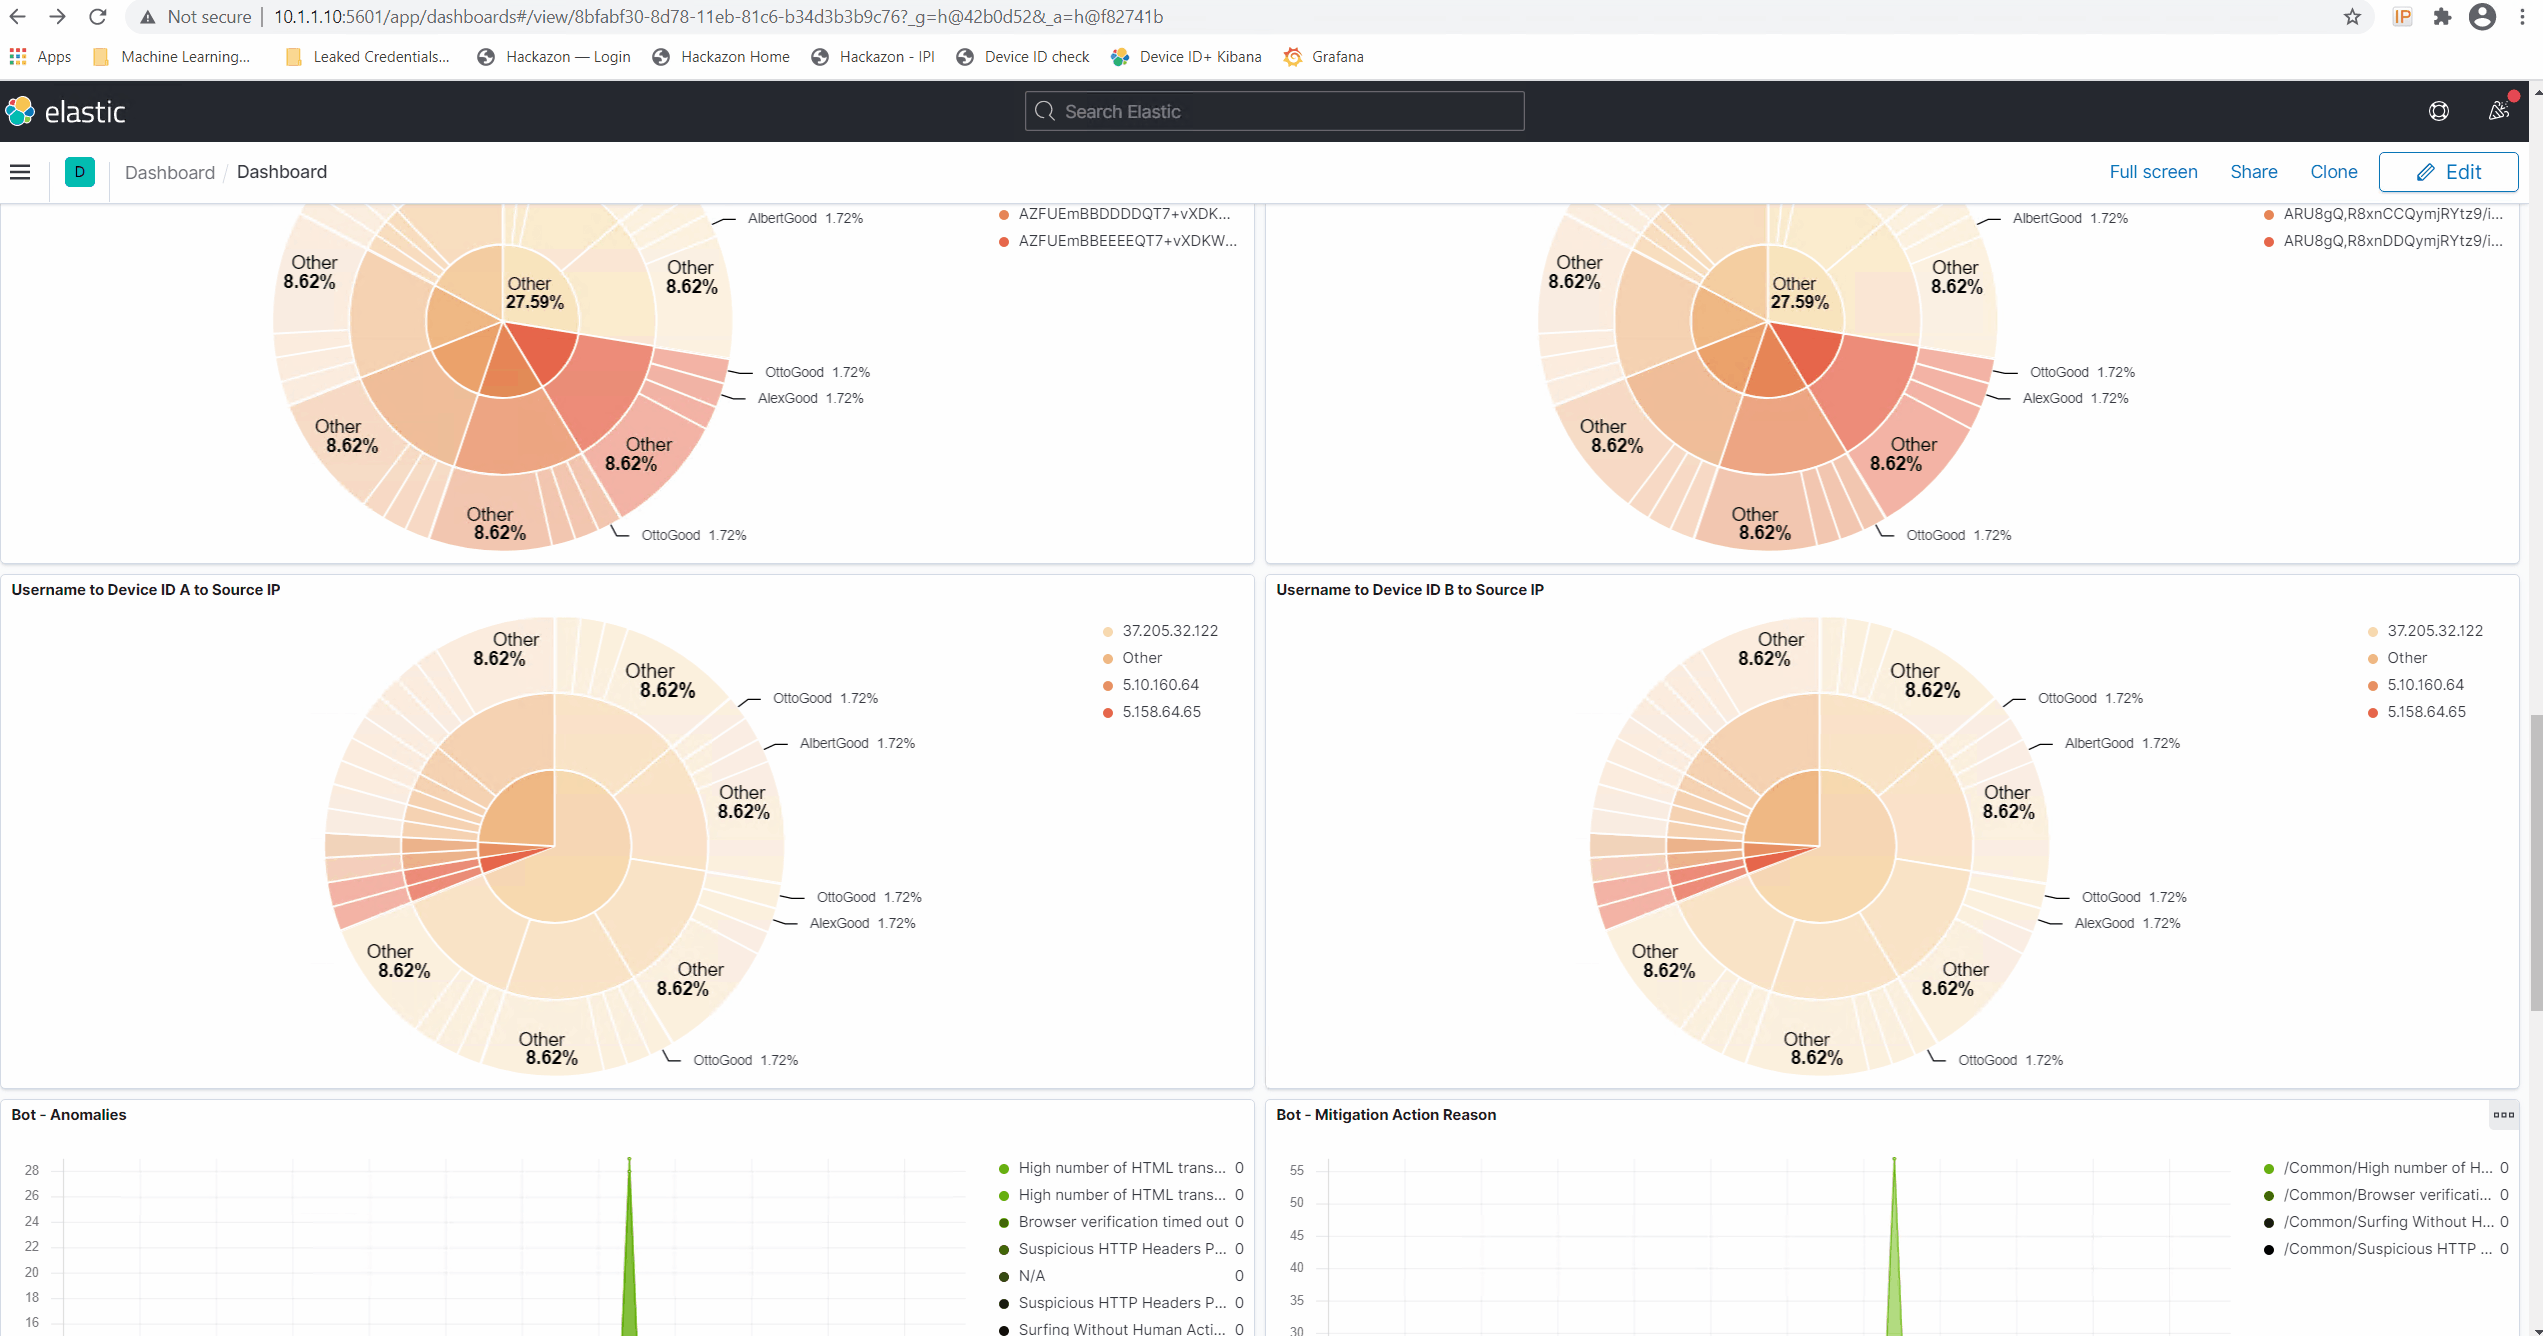 Not secure | 10.1.1.10:5601/app/dashboards#/view/8bfabf30-8d78-11eb-81c6-b34d3b3b9c76?_g=h@42b0d52&_a=h@f82741b
IP
Apps Machine Learning... Leaked Credentials... Hackazon — Login Hackazon Home Hackazon - IPI Device ID check Device ID+ Kibana Grafana
elastic Search Elastic
D Dashboard / Dashboard Full screen Share Clone Edit
AlbertGood 1.72%
Other 8.62%
Other 27.59%
Other 8.62%
OttoGood 1.72%
AlexGood 1.72%
Other 8.62%
Other 8.62%
Other 8.62%
OttoGood 1.72%
AZFUEmBBDDDDQT7+vXDK...
AZFUEmBBEEEEQT7+vXDKW...
AlbertGood 1.72%
Other 8.62%
Other 27.59%
Other 8.62%
OttoGood 1.72%
AlexGood 1.72%
Other 8.62%
Other 8.62%
Other 8.62%
OttoGood 1.72%
ARU8gQ,R8xnCCQymjRYtz9/i...
ARU8gQ,R8xnDDQymjRYtz9/i...
Username to Device ID A to Source IP
Other 8.62%
Other 8.62%
OttoGood 1.72%
AlbertGood 1.72%
Other 8.62%
OttoGood 1.72%
AlexGood 1.72%
Other 8.62%
Other 8.62%
Other 8.62%
OttoGood 1.72%
37.205.32.122
Other
5.10.160.64
5.158.64.65
Username to Device ID B to Source IP
Other 8.62%
Other 8.62%
OttoGood 1.72%
AlbertGood 1.72%
Other 8.62%
OttoGood 1.72%
AlexGood 1.72%
Other 8.62%
Other 8.62%
Other 8.62%
OttoGood 1.72%
37.205.32.122
Other
5.10.160.64
5.158.64.65
Bot - Anomalies
28
26
24
22
20
18
16
High number of HTML trans... 0
High number of HTML trans... 0
Browser verification timed out 0
Suspicious HTTP Headers P... 0
N/A 0
Suspicious HTTP Headers P... 0
Surfing Without Human Acti... 0
Bot - Mitigation Action Reason
55
50
45
40
35
30
/Common/High number of H... 0
/Common/Browser verificati... 0
/Common/Surfing Without H... 0
/Common/Suspicious HTTP ... 0